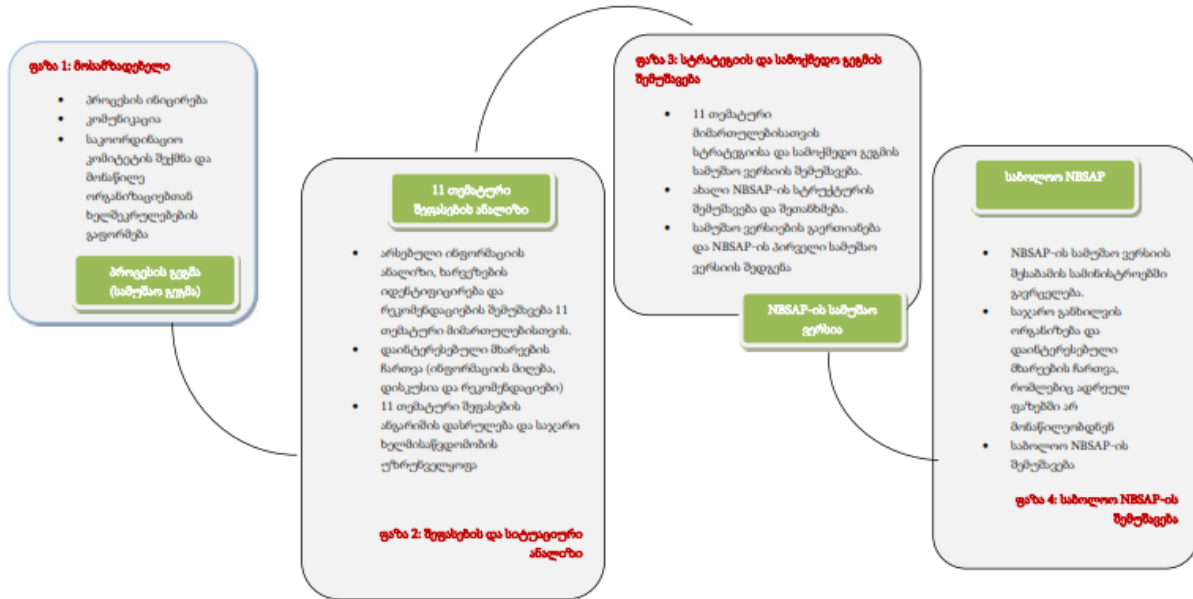 ფაზა 1: მოსამზადებელი
• პროცესის ინიცირება
• კომუნიკაცია
• საკოორდინაციო
კომიტეტის შექმნა და
მონაწილე
ორგანიზაციებთან
ხელშეკრულებების
გაფორმება
პროცესის გეგმა
(სამუშაო გეგმა)
11 თემატური
შეფასების ანალიზი
• არსებული ინფორმაციის
ანალიზი, ხარვეზების
იდენტიფიცირება და
რეკომენდაციების შემუშავება 11
თემატური მიმართულებისთვის.
• დაინტერესებული მხარეების
ჩართვა (ინფორმაციის მიღება,
დისკუსია და რეკომენდაციები)
• 11 თემატური შეფასების
ანგარიშის დასრულება და საჯარო
ხელმისაწვდომობის
უზრუნველყოფა
ფაზა 2: შეფასების და სიტუაციური
ანალიზი
ფაზა 3: სტრატეგიის და სამოქმედო გეგმის
შემუშავება
• 11 თემატური
მიმართულებისათვის
სტრატეგიისა და სამოქმედო გეგმის
სამუშაო ვერსიის შემუშავება.
• ახალი NBSAP-ის სტრუქტურის
შემუშავება და შეთანხმება.
• სამუშაო ვერსიების გაერთიანება
და NBSAP-ის პირველი სამუშაო
ვერსიის შედგენა
NBSAP-ის სამუშაო
ვერსია
საბოლოო NBSAP
• NBSAP-ის სამუშაო ვერსიის
შესაბამის სამინისტროებში
გავრცელება.
• საჯარო განხილვის
ორგანიზება და
დაინტერესებული
მხარეების ჩართვა,
რომლებიც ადრეულ
ფაზებში არ
მონაწილეობდნენ
• საბოლოო NBSAP-ის
შემუშავება
ფაზა 4: საბოლოო NBSAP-ის
შემუშავება